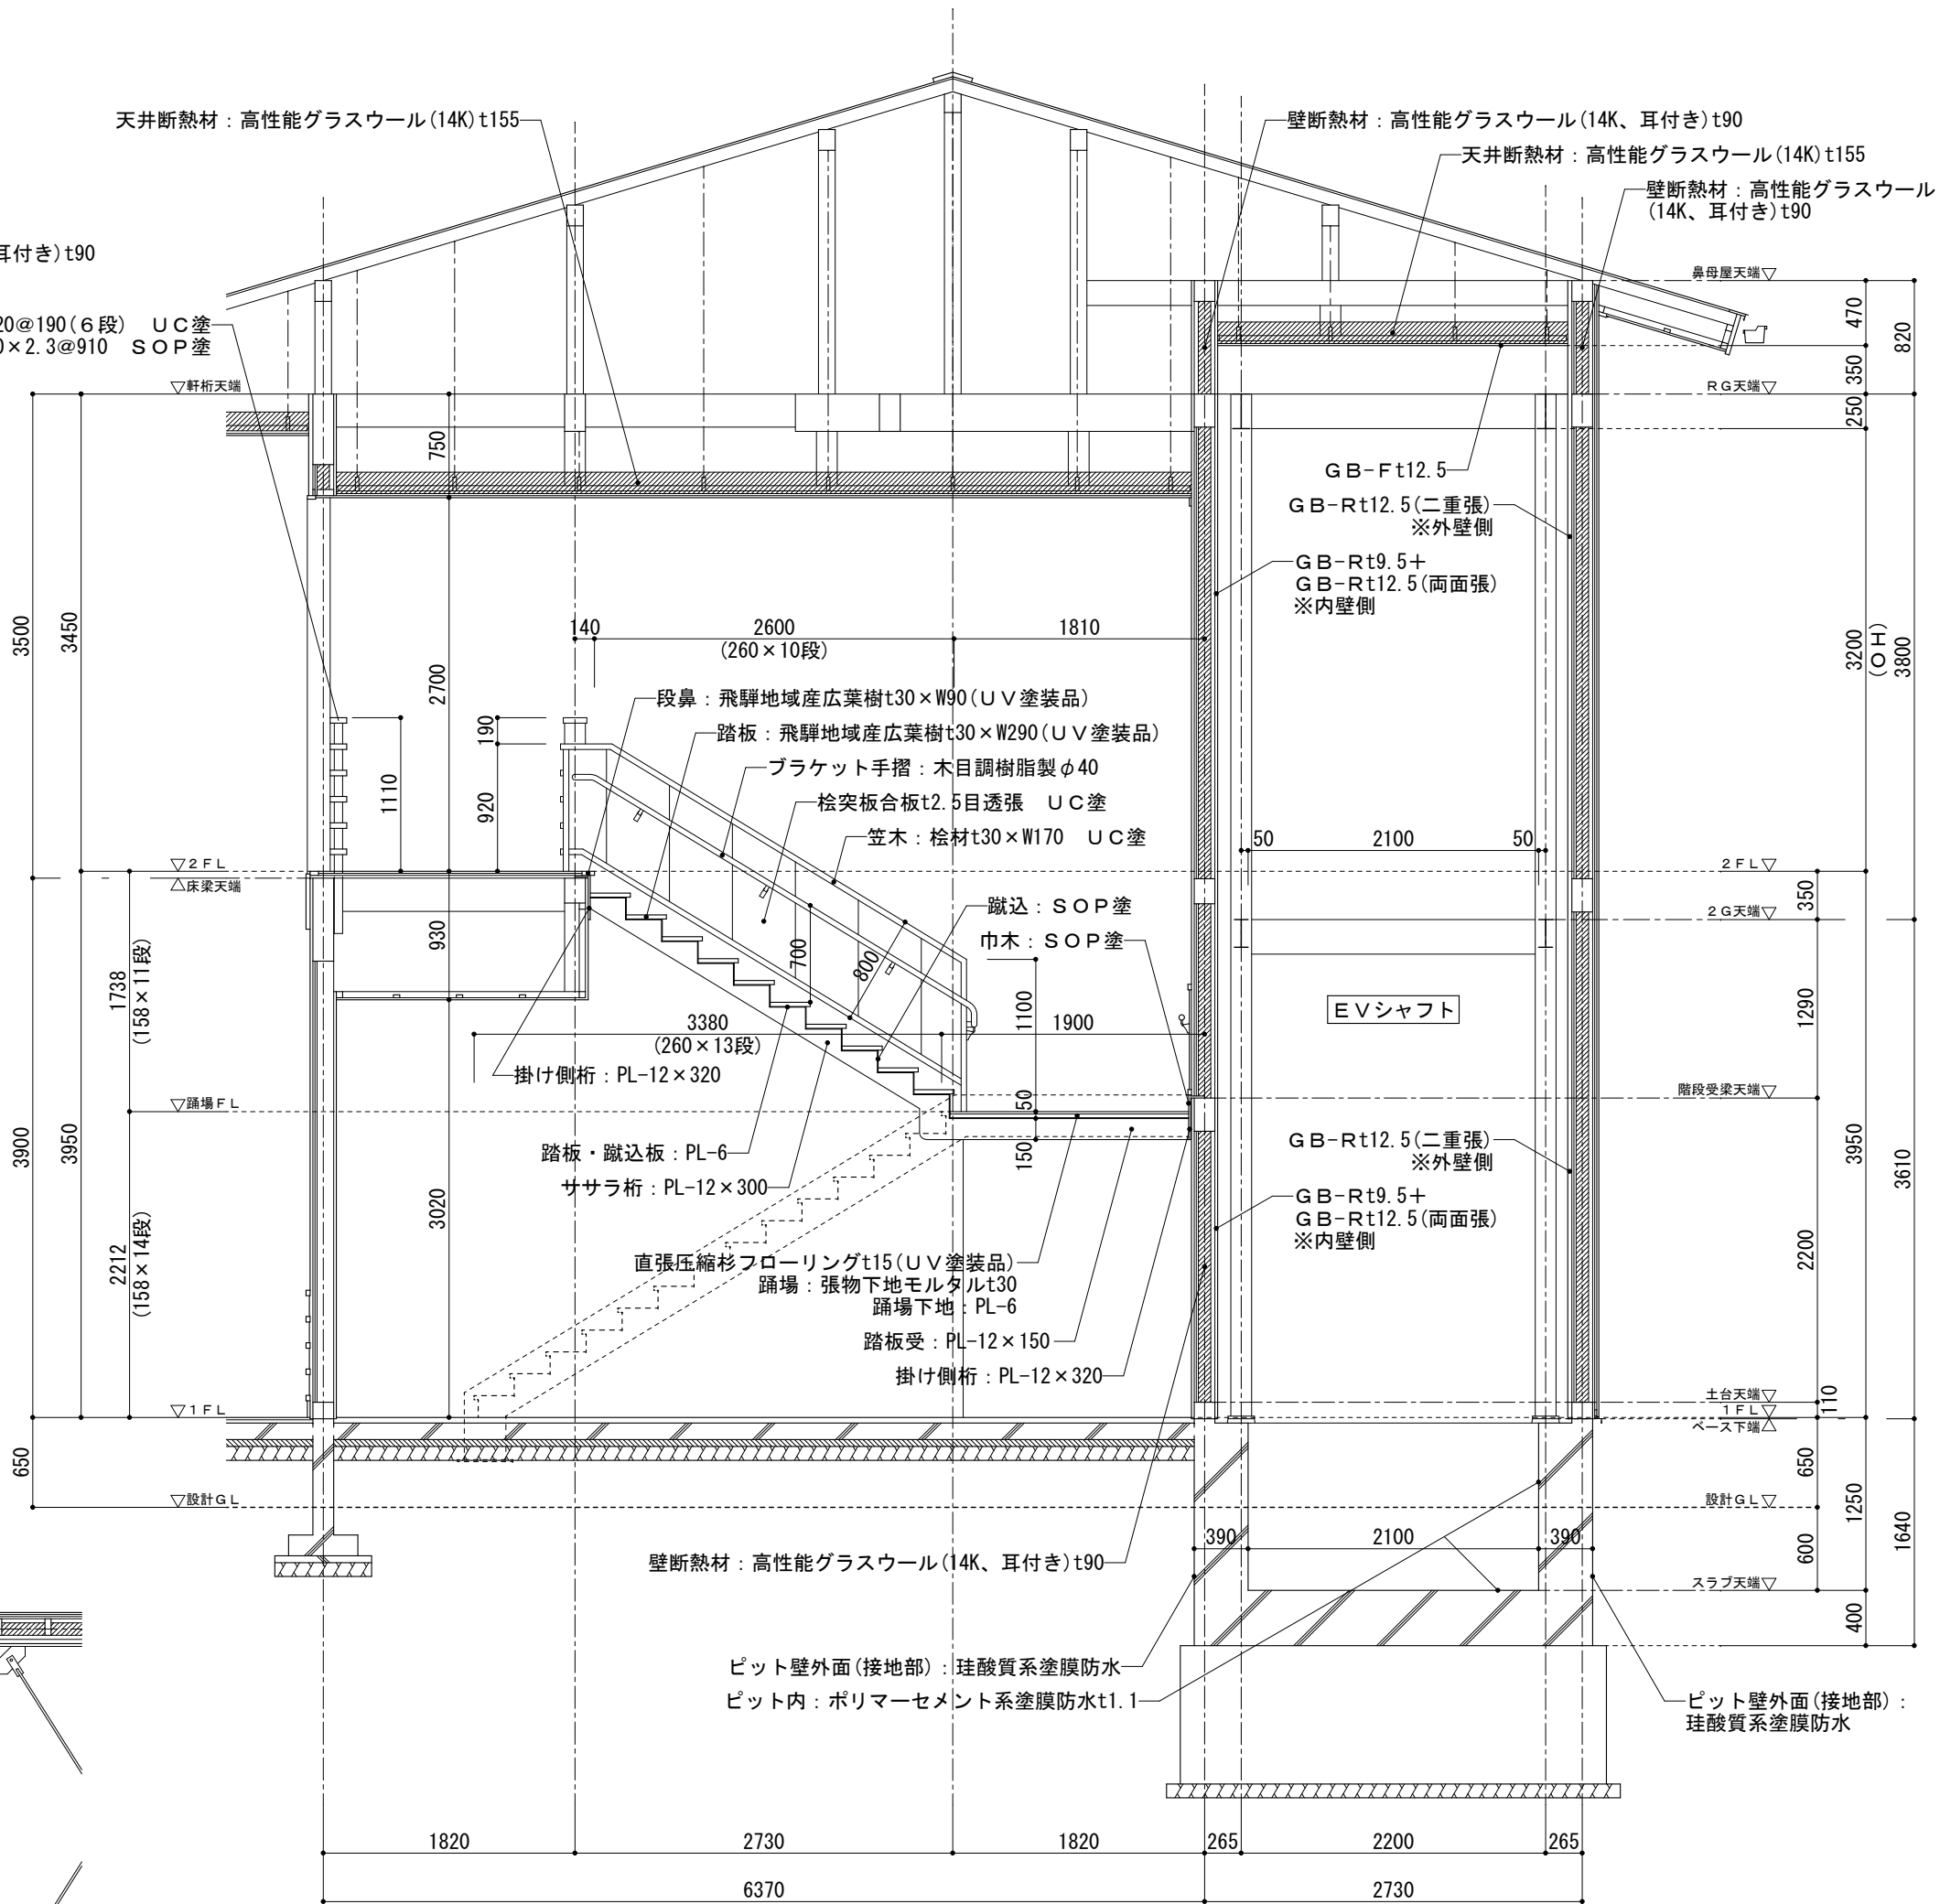 天井断熱材：高性能グラスウール(14K)t155
壁断熱材：高性能グラスウール(14K、耳付き)t90
天井断熱材：高性能グラスウール(14K)t155
壁断熱材：高性能グラスウール
(14K、耳付き)t90
耳付き)t90
20@190(６段)　ＵＣ塗
0×2.3@910　ＳＯＰ塗
鼻母屋天端▽
470
820
350
▽軒桁天端
ＲＧ天端▽
250
750
ＧＢ-Ｆt12.5
ＧＢ-Ｒt12.5(二重張)
※外壁側
ＧＢ-Ｒt9.5＋
ＧＢ-Ｒt12.5(両面張)
※内壁側
3500
3450
2700
140
2600
(260×10段)
1810
3200
(ＯＨ)
3800
段鼻：飛騨地域産広葉樹t30×W90(ＵＶ塗装品)
踏板：飛騨地域産広葉樹t30×W290(ＵＶ塗装品)
ブラケット手摺：木目調樹脂製φ40
桧突板合板t2.5目透張　ＵＣ塗
笠木：桧材t30×W170　ＵＣ塗
190
1110
920
50
2100
50
▽２ＦＬ
△床梁天端
２ＦＬ▽
350
２Ｇ天端▽
蹴込：ＳＯＰ塗
巾木：ＳＯＰ塗
930
700
800
1738
(158×11段)
1100
1290
ＥＶシャフト
3380
(260×13段)
1900
掛け側桁：PL-12×320
▽踊場ＦＬ
50
階段受梁天端▽
150
3900
3950
踏板・蹴込板：PL-6
ササラ桁：PL-12×300
ＧＢ-Ｒt12.5(二重張)
※外壁側
3950
3610
ＧＢ-Ｒt9.5＋
ＧＢ-Ｒt12.5(両面張)
※内壁側
3020
2212
(158×14段)
2200
直張圧縮杉フローリングt15(ＵＶ塗装品)
踊場：張物下地モルタルt30
踊場下地：PL-6
踏板受：PL-12×150
掛け側桁：PL-12×320
土台天端▽
110
▽１ＦＬ
１ＦＬ▽
ベース下端△
650
650
▽設計ＧＬ
設計ＧＬ▽
1250
1640
390
2100
390
600
壁断熱材：高性能グラスウール(14K、耳付き)t90
スラブ天端▽
400
ピット壁外面(接地部)：珪酸質系塗膜防水
ピット内：ポリマーセメント系塗膜防水t1.1
ピット壁外面(接地部)：
珪酸質系塗膜防水
1820
2730
1820
265
2200
265
6370
2730